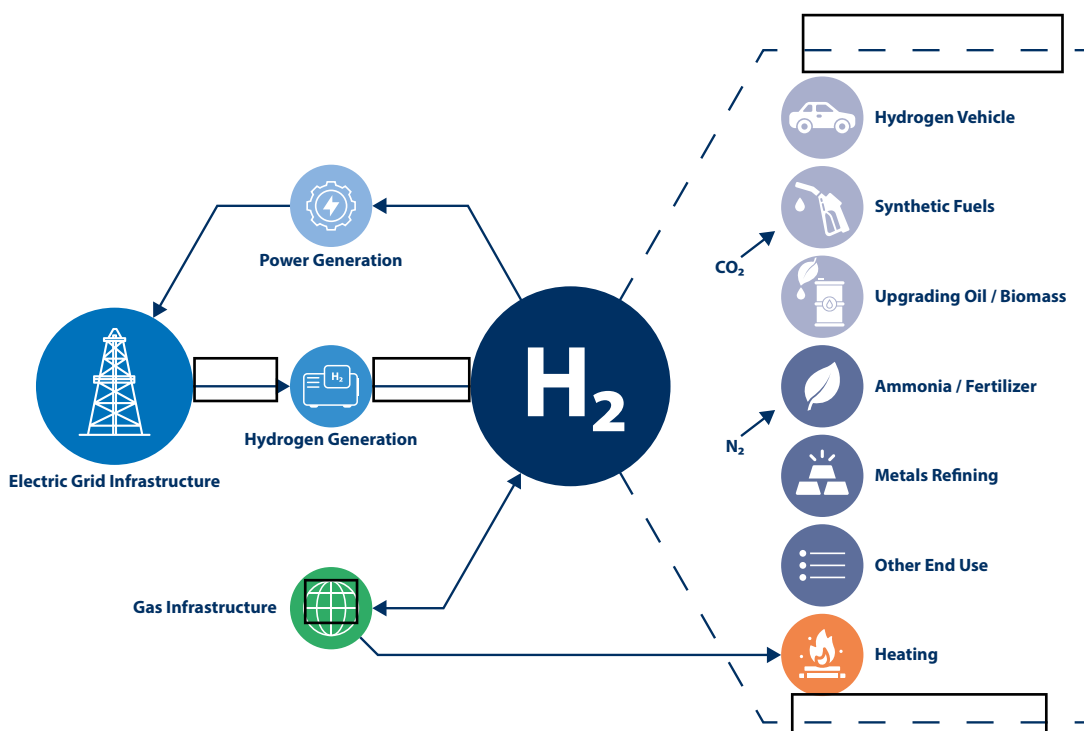 Hydrogen Vehicle
Synthetic Fuels
CO₂
Power Generation
Upgrading Oil / Biomass
H₂
H₂
Ammonia / Fertilizer
Hydrogen Generation
N₂
Electric Grid Infrastructure
Metals Refining
Other End Use
Gas Infrastructure
Heating